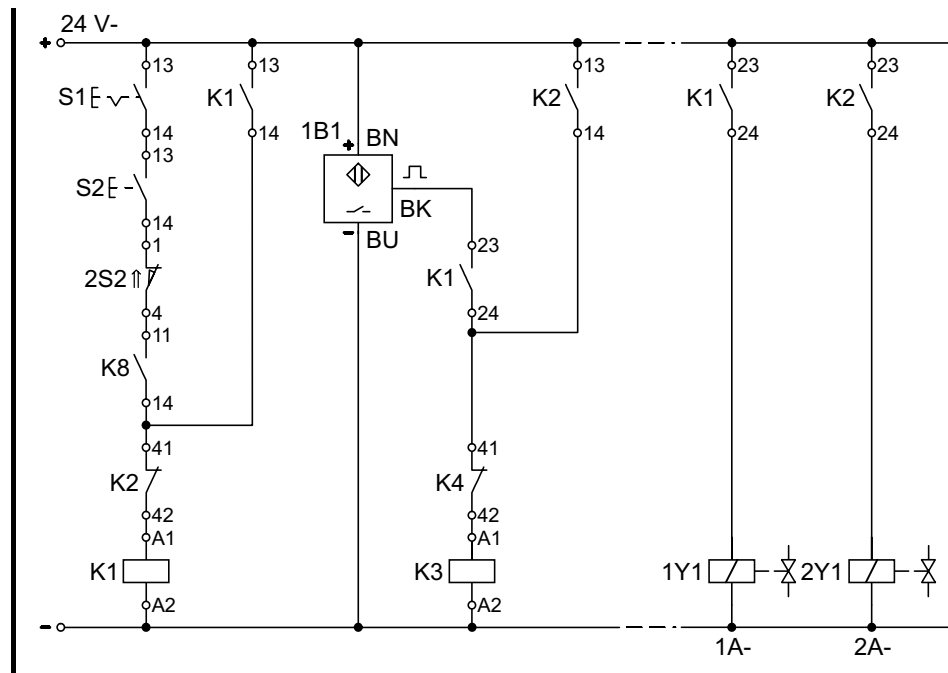 24 V-
+
13 13 13 23 23
S1 K1 K2 K1 K2
14 14 14 24 24
13
1B1 + BN
S2
BK
14
- BU
1 23
2S2 K1
4 24
11
K8
14
41 41
K2 K4
42 42
A1 A1
K1 K3 1Y1 2Y1
A2 A2
-
1A- 2A-